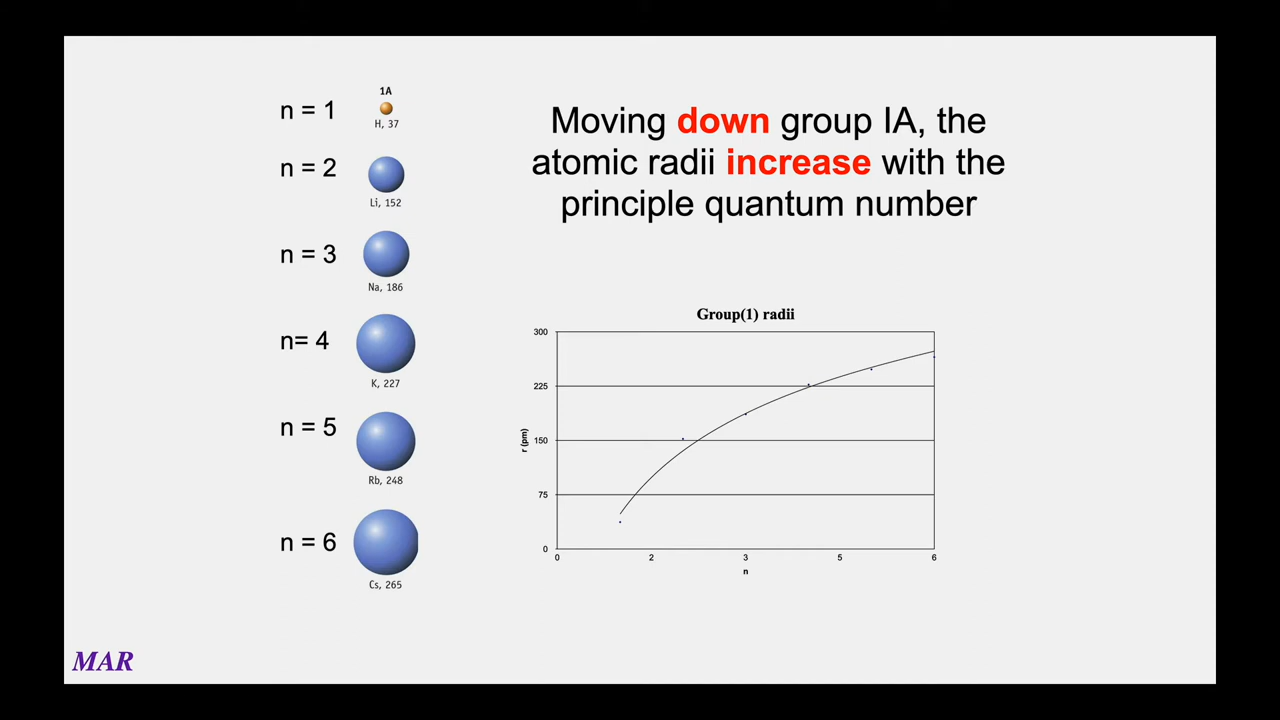 1A
n = 1
H, 37
n = 2
Li, 152
n = 3
Na, 186
n= 4
K, 227
n = 5
Rb, 248
n = 6
Cs, 265
Moving down group IA, the
atomic radii increase with the
principle quantum number
Group(1) radii
300
225
150
75
0
r (pm)
0 2 3 5 6
n
MAR